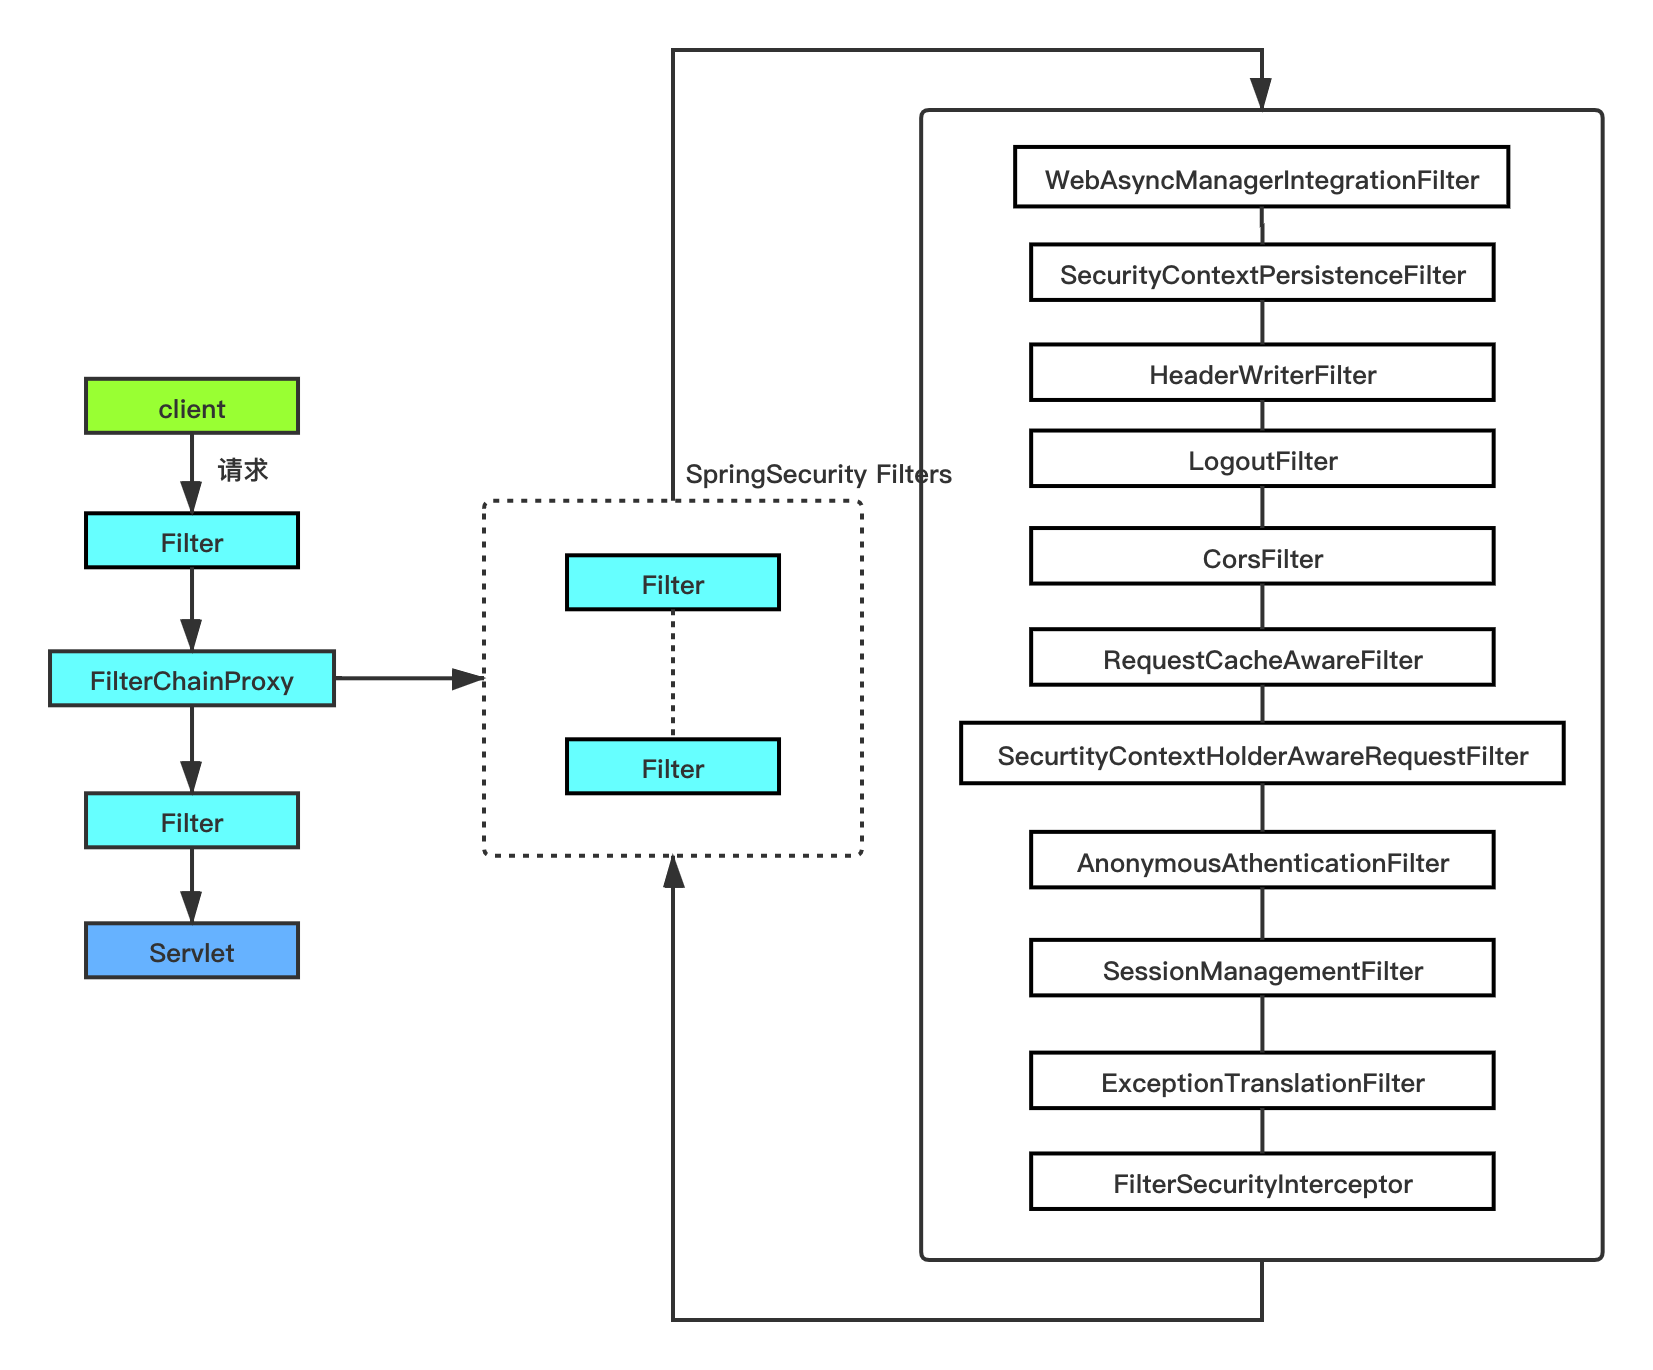 client
请求
Filter
FilterChainProxy
Filter
Servlet
SpringSecurity Filters
Filter
Filter
WebAsyncManagerIntegrationFilter
SecurityContextPersistenceFilter
HeaderWriterFilter
LogoutFilter
CorsFilter
RequestCacheAwareFilter
SecurtityContextHolderAwareRequestFilter
AnonymousAthenticationFilter
SessionManagementFilter
ExceptionTranslationFilter
FilterSecurityInterceptor